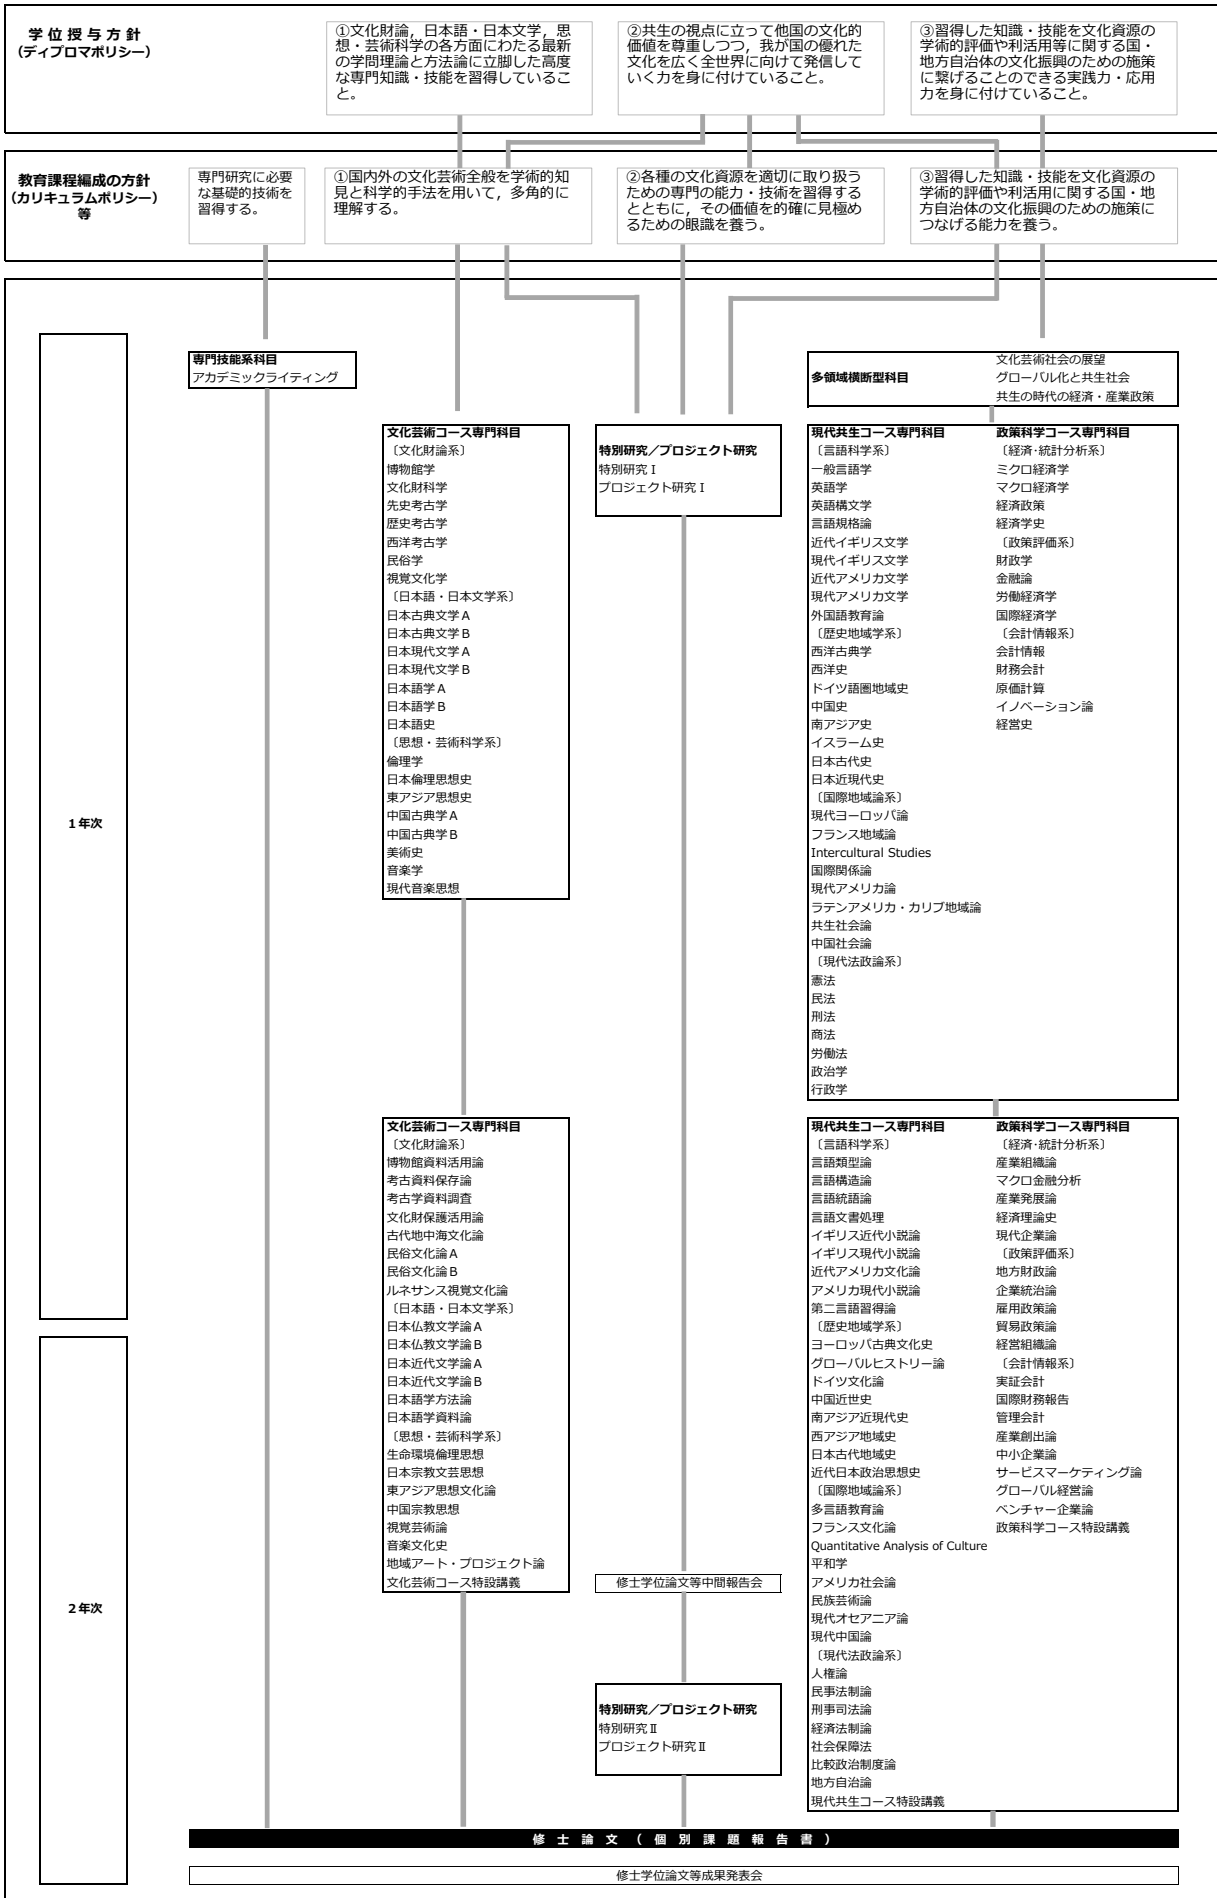 学 位 授 与 方 針
（ディプロマポリシー）
①文化財論，日本語・日本文学，思
想・芸術科学の各方面にわたる最新
の学問理論と方法論に立脚した高度
な専門知識・技能を習得しているこ
と。
②共生の視点に立って他国の文化的
価値を尊重しつつ，我が国の優れた
文化を広く全世界に向けて発信して
いく力を身に付けていること。
③習得した知識・技能を文化資源の
学術的評価や利活用等に関する国・
地方自治体の文化振興のための施策
に繋げることのできる実践力・応用
力を身に付けていること。
教育課程編成の方針
（カリキュラムポリシー）
等
専門研究に必要
な基礎的技術を
習得する。
①国内外の文化芸術全般を学術的知
見と科学的手法を用いて，多角的に
理解する。
②各種の文化資源を適切に取り扱う
ための専門の能力・技術を習得する
とともに，その価値を的確に見極め
るための眼識を養う。
③習得した知識・技能を文化資源の
学術的評価や利活用に関する国・地
方自治体の文化振興のための施策に
つなげる能力を養う。
1年次
専門技能系科目
アカデミックライティング
多領域横断型科目
文化芸術社会の展望
グローバル化と共生社会
共生の時代の経済・産業政策
文化芸術コース専門科目
〔文化財論系〕
博物館学
文化財科学
先史考古学
歴史考古学
西洋考古学
民俗学
視覚文化学
〔日本語・日本文学系〕
日本古典文学Ａ
日本古典文学Ｂ
日本現代文学Ａ
日本現代文学Ｂ
日本語学Ａ
日本語学Ｂ
日本語史
〔思想・芸術科学系〕
倫理学
日本倫理思想史
東アジア思想史
中国古典学Ａ
中国古典学Ｂ
美術史
音楽学
現代音楽思想
特別研究／プロジェクト研究
特別研究Ⅰ
プロジェクト研究Ⅰ
現代共生コース専門科目
〔言語科学系〕
一般言語学
英語学
英語構文学
言語規格論
近代イギリス文学
現代イギリス文学
近代アメリカ文学
現代アメリカ文学
外国語教育論
〔歴史地域学系〕
西洋古典学
西洋史
ドイツ語圏地域史
中国史
南アジア史
イスラーム史
日本古代史
日本近現代史
〔国際地域論系〕
現代ヨーロッパ論
フランス地域論
Intercultural Studies
国際関係論
現代アメリカ論
ラテンアメリカ・カリブ地域論
共生社会論
中国社会論
〔現代法政論系〕
憲法
民法
刑法
商法
労働法
政治学
行政学
政策科学コース専門科目
〔経済・統計分析系〕
ミクロ経済学
マクロ経済学
経済政策
経済学史
〔政策評価系〕
財政学
金融論
労働経済学
国際経済学
〔会計情報系〕
会計情報
財務会計
原価計算
イノベーション論
経営史
2年次
文化芸術コース専門科目
〔文化財論系〕
博物館資料活用論
考古資料保存論
考古学資料調査
文化財保護活用論
古代地中海文化論
民俗文化論Ａ
民俗文化論Ｂ
ルネサンス視覚文化論
〔日本語・日本文学系〕
日本仏教文学論Ａ
日本仏教文学論Ｂ
日本近代文学論Ａ
日本近代文学論Ｂ
日本語学方法論
日本語学資料論
〔思想・芸術科学系〕
生命環境倫理思想
日本宗教文芸思想
東アジア思想文化論
中国宗教思想
視覚芸術論
音楽文化史
地域アート・プロジェクト論
文化芸術コース特設講義
修士学位論文等中間報告会
特別研究／プロジェクト研究
特別研究Ⅱ
プロジェクト研究Ⅱ
現代共生コース専門科目
〔言語科学系〕
言語類型論
言語構造論
言語統語論
言語文書処理
イギリス近代小説論
イギリス現代小説論
近代アメリカ文化論
アメリカ現代小説論
第二言語習得論
〔歴史地域学系〕
ヨーロッパ古典文化史
グローバルヒストリー論
ドイツ文化論
中国近世史
南アジア近現代史
西アジア地域史
日本古代地域史
近代日本政治思想史
〔国際地域論系〕
多言語教育論
フランス文化論
Quantitative Analysis of Culture
平和学
アメリカ社会論
民族芸術論
現代オセアニア論
現代中国論
〔現代法政論系〕
人権論
民事法制論
刑事司法論
経済法制論
社会保障法
比較政治制度論
地方自治論
現代共生コース特設講義
政策科学コース専門科目
〔経済・統計分析系〕
産業組織論
マクロ金融分析
産業発展論
経済理論史
現代企業論
〔政策評価系〕
地方財政論
企業統治論
雇用政策論
貿易政策論
経営組織論
〔会計情報系〕
実証会計
国際財務報告
管理会計
産業創出論
中小企業論
サービスマーケティング論
グローバル経営論
ベンチャー企業論
政策科学コース特設講義
修 士 論 文 （ 個 別 課 題 報 告 書 ）
修士学位論文等成果発表会